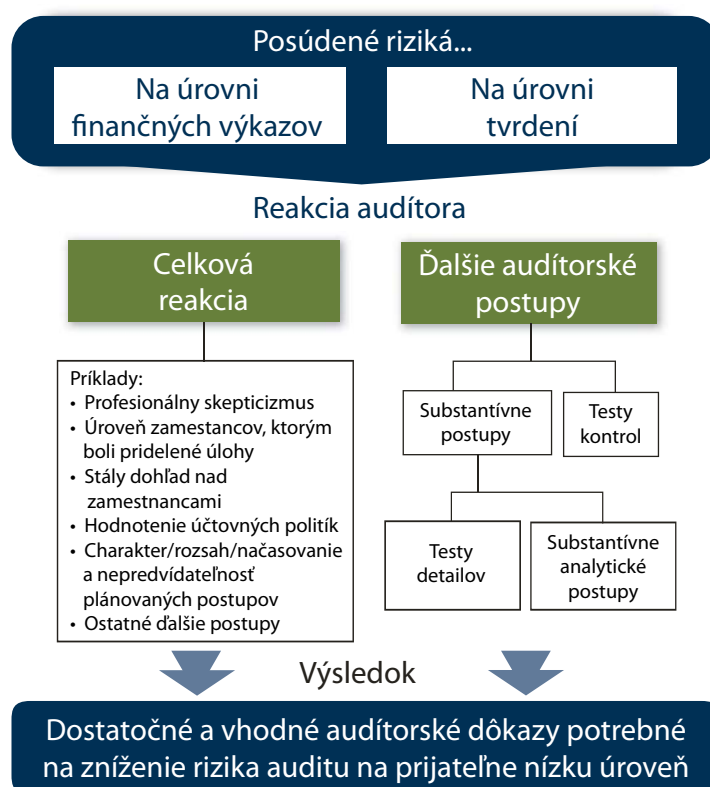 Posúdené riziká...
Na úrovni
finančných výkazov
Na úrovni
tvrdení
Reakcia audítora
Celková
reakcia
Ďalšie audítorské
postupy
Príklady:
• Profesionálny skepticizmus
• Úroveň zamestancov, ktorým
boli pridelené úlohy
• Stály dohľad nad
zamestnancami
• Hodnotenie účtovných politík
• Charakter/rozsah/načasovanie
a nepredvídateľnosť
plánovaných postupov
• Ostatné ďalšie postupy
Substantívne
postupy
Testy
kontrol
Testy
detailov
Substantívne
analytické
postupy
Výsledok
Dostatočné a vhodné audítorské dôkazy potrebné
na zníženie rizika auditu na prijateľne nízku úroveň